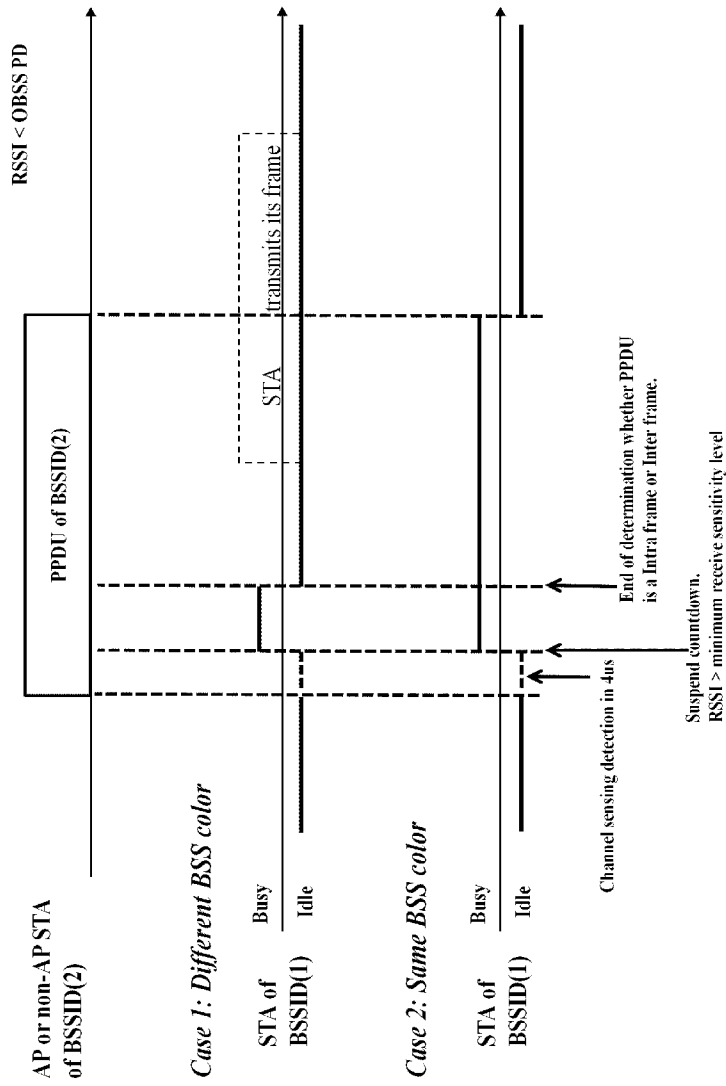 RSSI < OBSS PD
AP or non-AP STA
of BSSID(2)
PPDU of BSSID(2)
Case 1: Different BSS color
STA of
BSSID(1)
Busy
Idle
STA
transmits its frame
Case 2: Same BSS color
STA of
BSSID(1)
Busy
Idle
Channel sensing detection in 4us
End of determination whether PPDU
is a Intra frame or Inter frame.
Suspend countdown.
RSSI > minimum receive sensitivity level